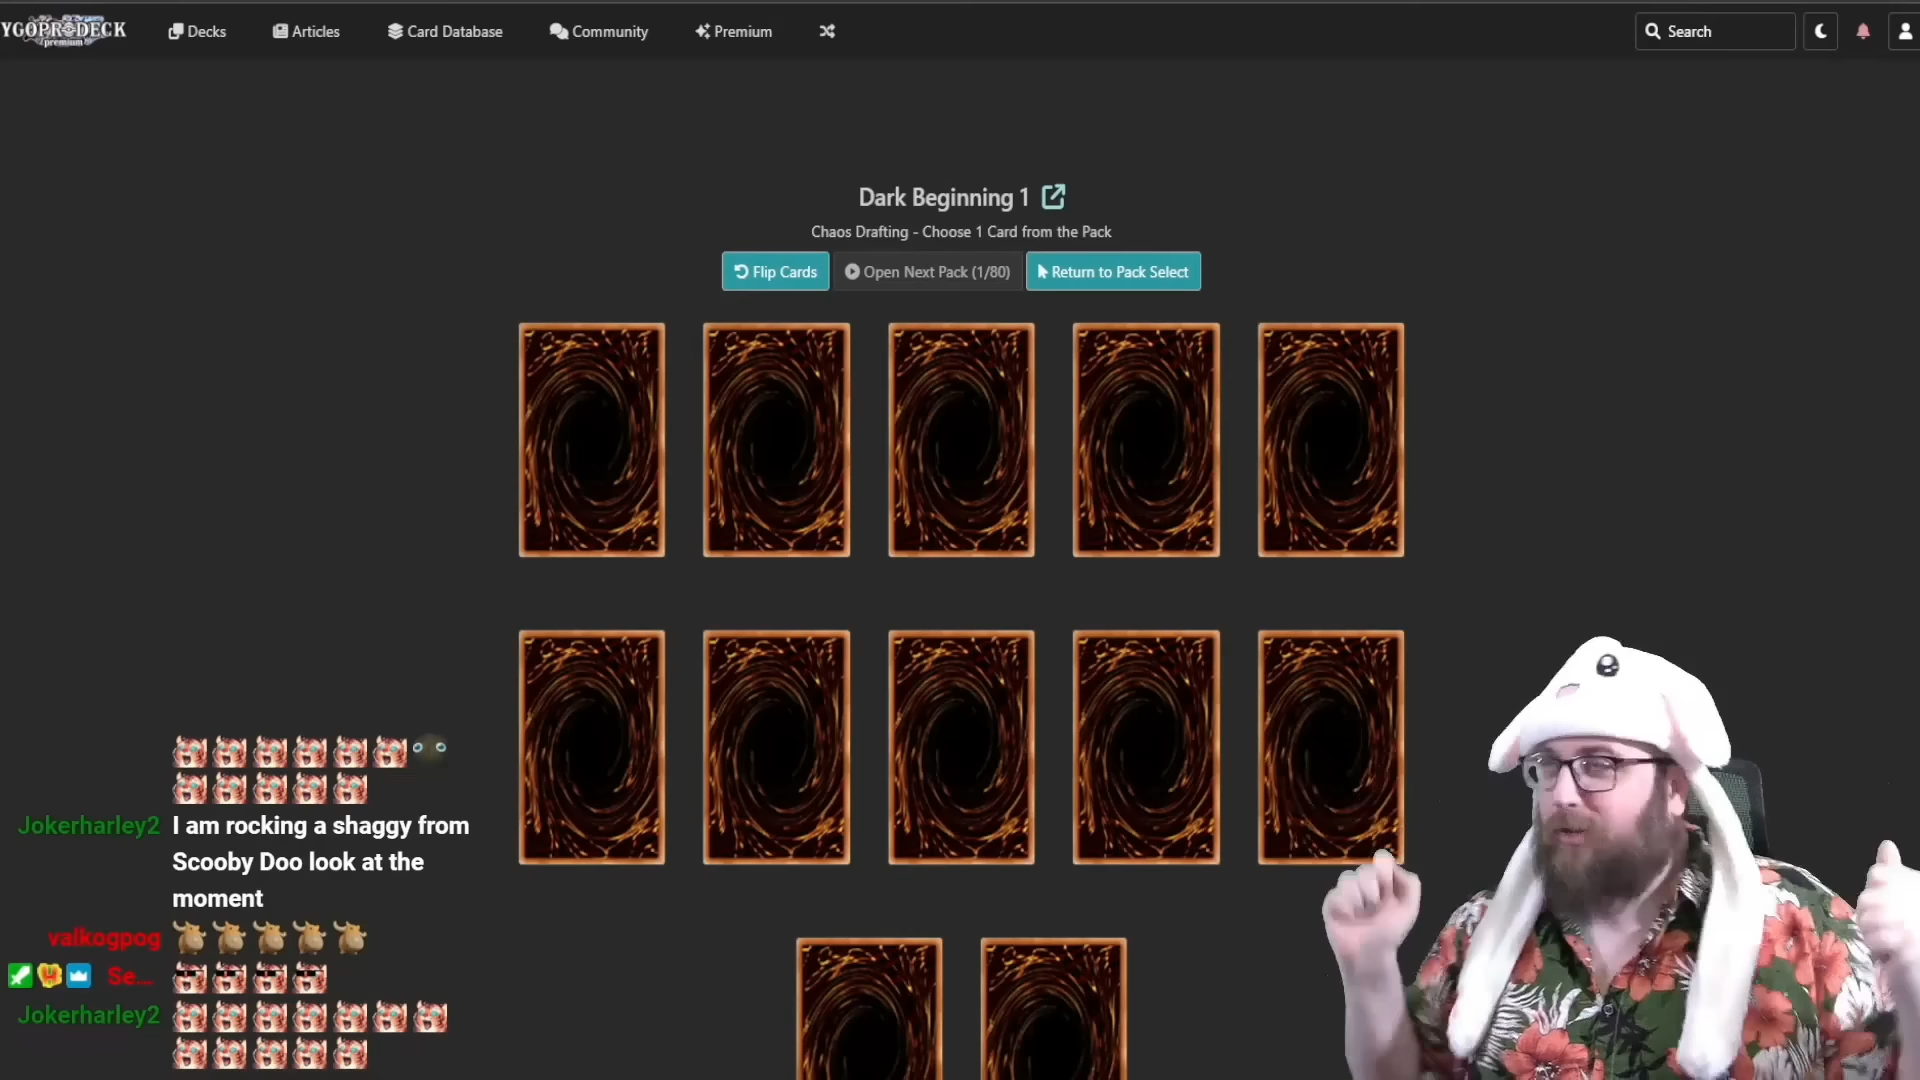 YGOPRODECK
premium
Decks
Articles
Card Database
Community
Premium
Search
Dark Beginning 1
Chaos Drafting - Choose 1 Card from the Pack
Flip Cards
Open Next Pack (1/80)
Return to Pack Select
Jokerharley2 I am rocking a shaggy from
Scooby Doo look at the
moment
valkogpog
Se...
Jokerharley2